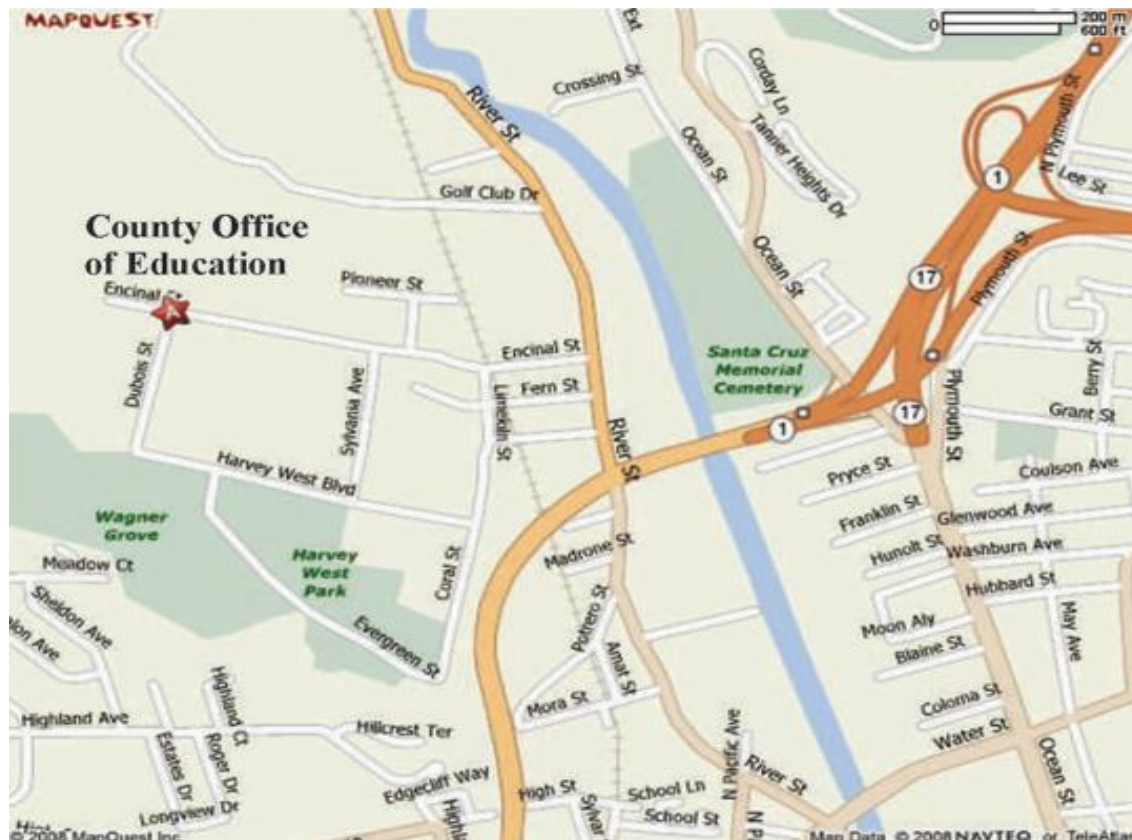 MAPQUEST
0
200 m
600 ft
Ext
Crossing St
Corday Ln
Tanner Heights Dr
River St
Ocean St
N Plymouth St
1
Lee St
Golf Club Dr
County Office
of Education
Pioneer St
Ocean St
17
Plymouth St
Encinal St
A
Dubois St
Encinal St
Fern St
Limekiln St
Sylvania Ave
Santa Cruz
Memorial
Cemetery
Plymouth St
Berry St
1
17
Grant St
River St
Harvey West Blvd
Pryce St
Coulson Ave
Franklin St
Glenwood Ave
Wagner
Grove
Harvey
West
Park
Madrone St
Hunolt St
Washburn Ave
Meadow Ct
Coral St
Hubbard St
Sheldon Ave
Evergreen St
Potrero St
Amat St
Moon Aly
May Ave
Blaine St
Highland Ct
Mora St
Coloma St
Highland Ave
Hillcrest Ter
Water St
Estates Dr
Roger Dr
N Pacific Ave
River St
Ocean St
Edgecliff Way
High St
School Ln
School St
Longview Dr
© 2008 MapQuest Inc
Map Data © 2008 NAVTEQ or TeleAtlas